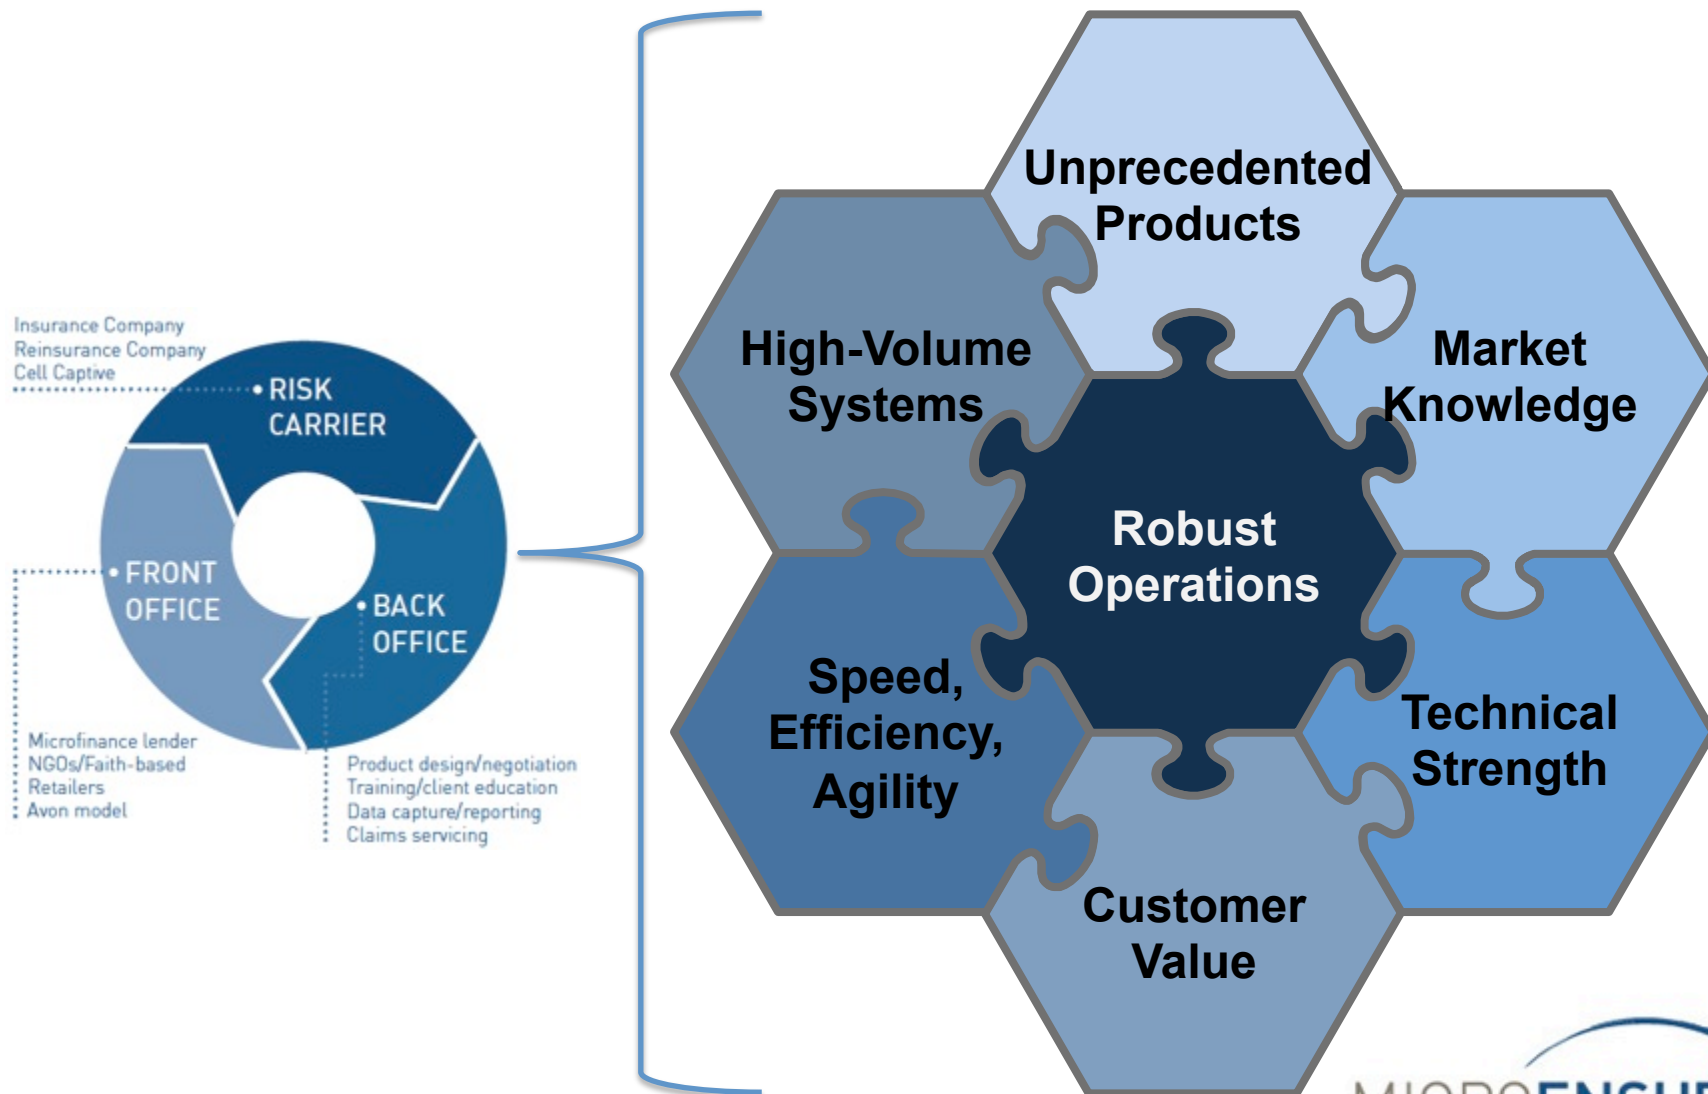 Insurance Company
Reinsurance Company
Cell Captive
• RISK
CARRIER
• FRONT
OFFICE
• BACK
OFFICE
Microfinance lender
NGOs/Faith-based
Retailers
Avon model
Product design/negotiation
Training/client education
Data capture/reporting
Claims servicing
Unprecedented
Products
High-Volume
Systems
Market
Knowledge
Robust
Operations
Speed,
Efficiency,
Agility
Technical
Strength
Customer
Value